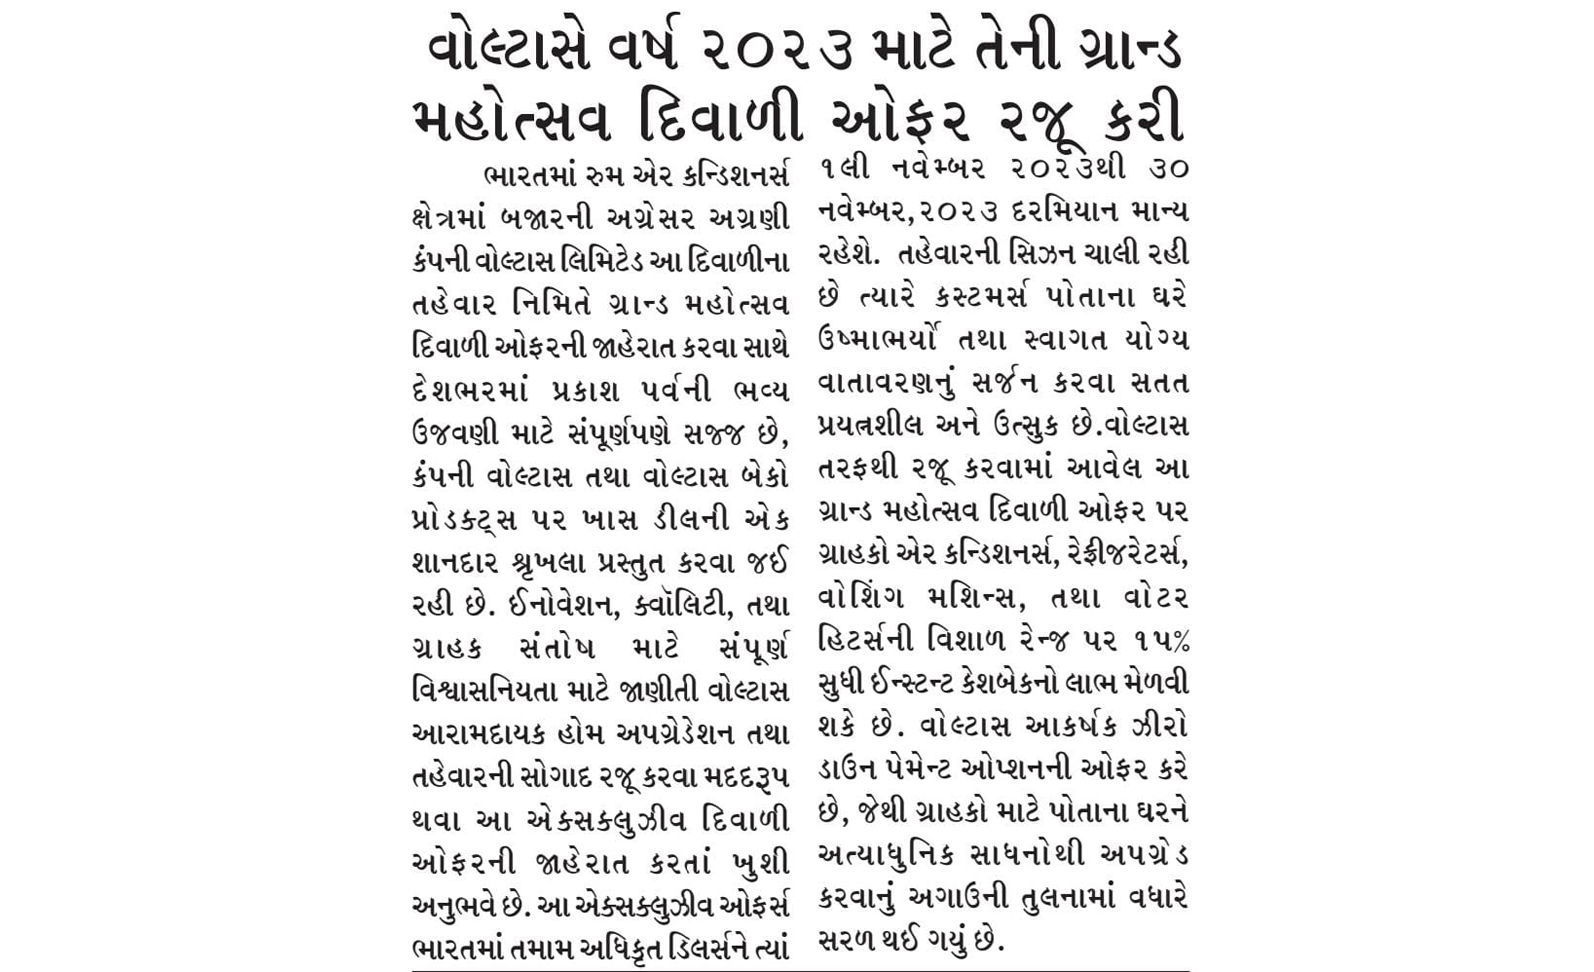 વોલ્ટાસે વર્ષ ૨૦૨૩ માટે તેની ગ્રાન્ડ
મહોત્સવ દિવાળી ઓફર રજૂ કરી
ભારતમાં રુમ એર કન્ડિશનર્સ
ક્ષેત્રમાં બજારની અગ્રેસર અગ્રણી
કંપની વોલ્ટાસ લિમિટેડ આ દિવાળીના
તહેવાર નિમિતે ગ્રાન્ડ મહોત્સવ
દિવાળી ઓફરની જાહેરાત કરવા સાથે
દેશભરમાં પ્રકાશ પર્વની ભવ્ય
ઉજવણી માટે સંપૂર્ણપણે સજ્જ છે,
કંપની વોલ્ટાસ તથા વોલ્ટાસ બેકો
પ્રોડક્ટ્સ પર ખાસ ડીલની એક
શાનદાર શ્રૃખલા પ્રસ્તુત કરવા જઈ
રહી છે. ઈનોવેશન, ક્વૉલિટી, તથા
ગ્રાહક સંતોષ માટે સંપૂર્ણ
વિશ્વાસનિયતા માટે જાણીતી વોલ્ટાસ
આરામદાયક હોમ અપગ્રેડેશન તથા
તહેવારની સોગાદ રજૂ કરવા મદદરૂપ
થવા આ એક્સક્લુઝીવ દિવાળી
ઓફરની જાહેરાત કરતાં ખુશી
અનુભવે છે. આ એક્સક્લુઝીવ ઓફર્સ
ભારતમાં તમામ અધિકૃત ડિલર્સને ત્યાં
૧લી નવેમ્બર ૨૦૨૩થી ૩૦
નવેમ્બર,૨૦૨૩ દરમિયાન માન્ય
રહેશે. તહેવારની સિઝન ચાલી રહી
છે ત્યારે કસ્ટમર્સ પોતાના ઘરે
ઉષ્માભર્યો તથા સ્વાગત યોગ્ય
વાતાવરણનું સર્જન કરવા સતત
પ્રયત્નશીલ અને ઉત્સુક છે.વોલ્ટાસ
તરફથી રજૂ કરવામાં આવેલ આ
ગ્રાન્ડ મહોત્સવ દિવાળી ઓફર પર
ગ્રાહકો એર કન્ડિશનર્સ, રેફ્રીજરેટર્સ,
વોશિંગ મશિન્સ, તથા વોટર
હિટર્સની વિશાળ રેન્જ પર ૧૫%
સુધી ઈન્સ્ટન્ટ કેશબેકનો લાભ મેળવી
શકે છે. વોલ્ટાસ આકર્ષક ઝીરો
ડાઉન પેમેન્ટ ઓપ્શનની ઓફર કરે
છે, જેથી ગ્રાહકો માટે પોતાના ઘરને
અત્યાધુનિક સાધનોથી અપગ્રેડ
કરવાનું અગાઉની તુલનામાં વધારે
સરળ થઈ ગયું છે.